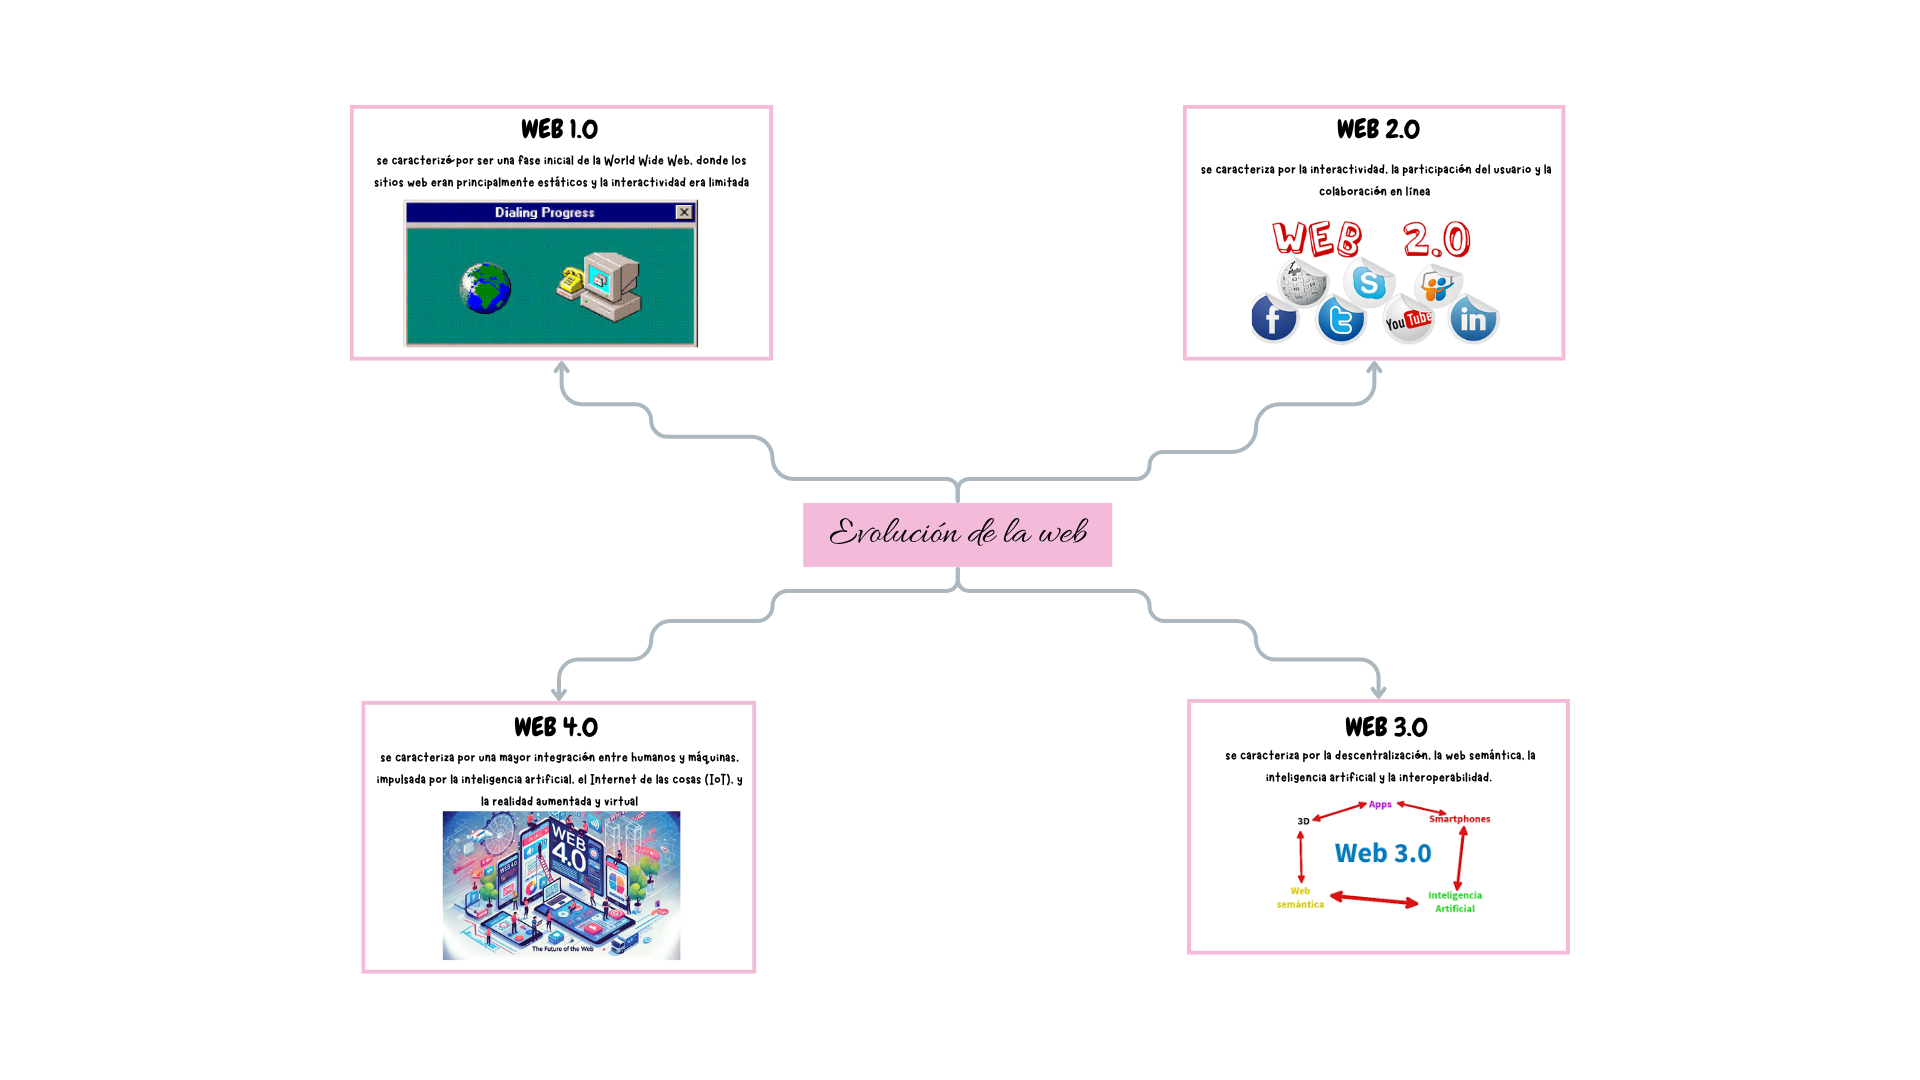 WEB 1.0
se caracterizó por ser una fase inicial de la World Wide Web, donde los
sitios web eran principalmente estáticos y la interactividad era limitada
Dialing Progress
WEB 2.0
se caracteriza por la interactividad, la participación del usuario y la
colaboración en línea
WEB 2.0
S
f
t
You Tube
in
Evolución de la web
WEB 4.0
se caracteriza por una mayor integración entre humanos y máquinas,
impulsada por la inteligencia artificial, el Internet de las cosas (IoT), y
la realidad aumentada y virtual
WEB
4.0
WEB 4.0
The Future of the Web
WEB 3.0
se caracteriza por la descentralización, la web semántica, la
inteligencia artificial y la interoperabilidad.
Apps
3D
Smartphones
Web 3.0
Web
semántica
Inteligencia
Artificial